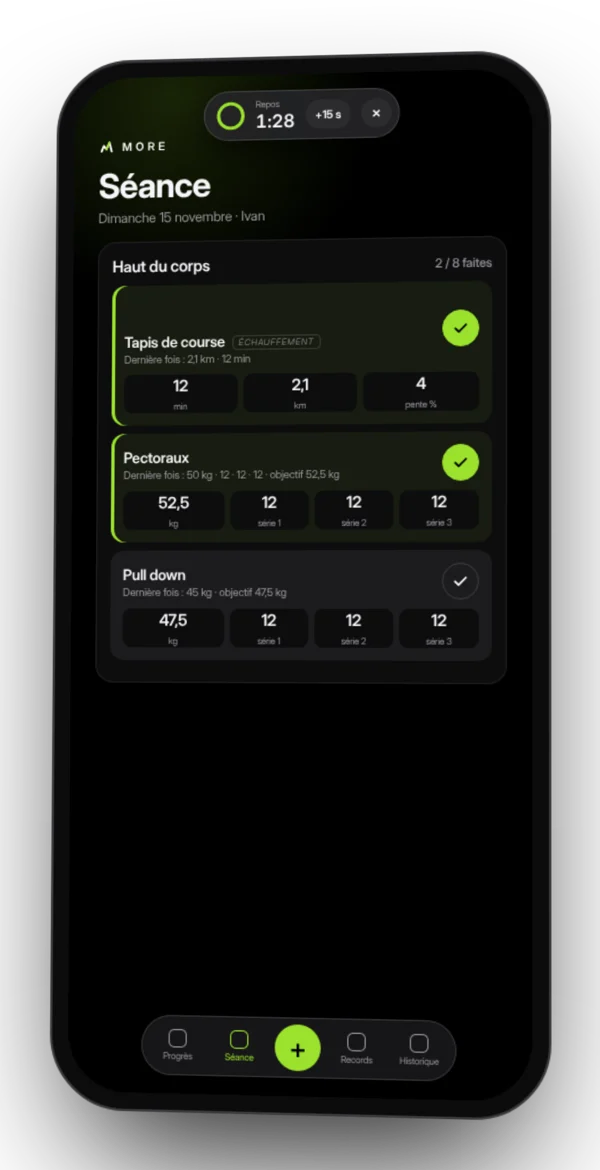 Repos
1:28
+15 s
×
MORE
Séance
Dimanche 15 novembre · Ivan
Haut du corps
2 / 8 faites
Tapis de course ÉCHAUFFEMENT
Dernière fois : 2,1 km · 12 min
12
2,1
4
min
km
pente %
Pectoraux
Dernière fois : 50 kg · 12 · 12 · 12 · objectif 52,5 kg
52,5
12
12
12
kg
série 1
série 2
série 3
Pull down
Dernière fois : 45 kg · objectif 47,5 kg
47,5
12
12
12
kg
série 1
série 2
série 3
+
Progrès
Séance
Records
Historique